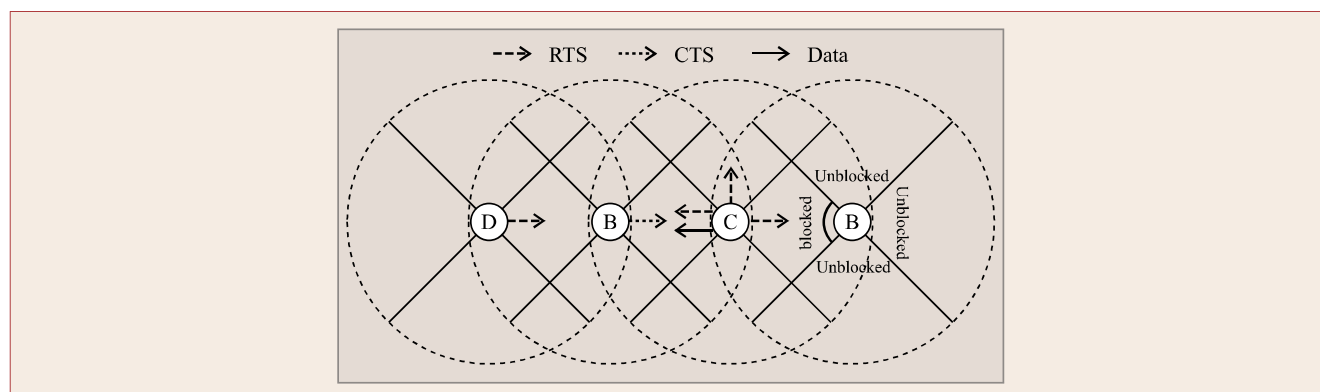 RTS CTS Data
Unblocked
D B C B
blocked
Unblocked
Unblocked